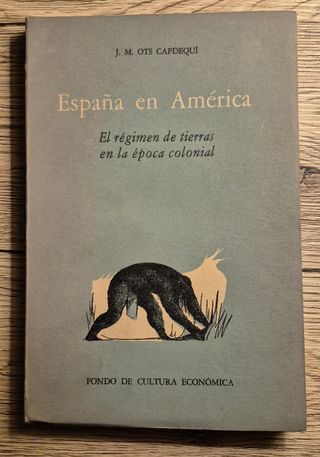 J. M. OTS CAPDEQUÍ
España en América
El régimen de tierras
en la época colonial
FONDO DE CULTURA ECONÓMICA